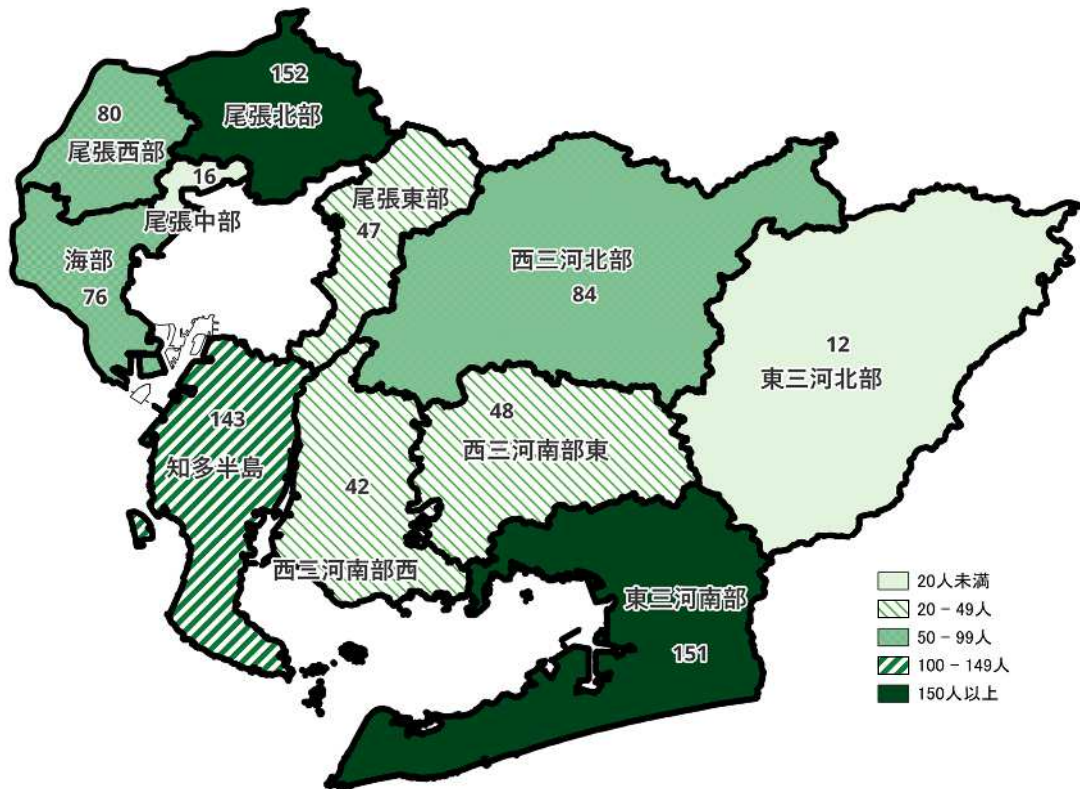 152
尾張北部
80
尾張西部
16
尾張中部
尾張東部
47
海部
76
西三河北部
84
12
東三河北部
143
知多半島
48
西三河南部東
42
西三河南部西
東三河南部
151
20人未満
20 - 49人
50 - 99人
100 - 149人
150人以上